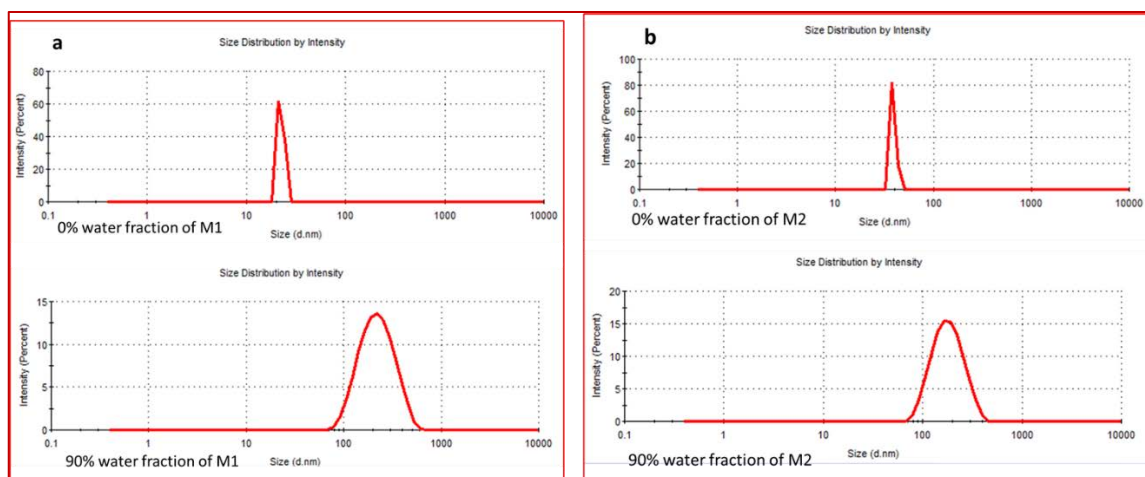 a
Size Distribution by Intensity
Intensity (Percent)
80
60
40
20
0
0.1 1 10 100 1000 10000
0% water fraction of M1
Size (d.nm)
Size Distribution by Intensity
Intensity (Percent)
15
10
5
0
0.1 1 10 100 1000 10000
90% water fraction of M1
Size (d.nm)
b
Size Distribution by Intensity
Intensity (Percent)
100
80
60
40
20
0
0.1 1 10 100 1000 10000
0% water fraction of M2
Size (d.nm)
Size Distribution by Intensity
Intensity (Percent)
20
15
10
5
0
0.1 1 10 100 1000 10000
90% water fraction of M2
Size (d.nm)